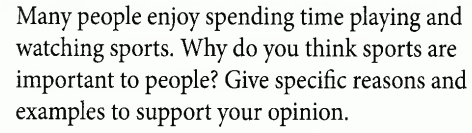 Many people enjoy spending time playing and
watching sports. Why do you think sports are
important to people? Give specific reasons and
examples to support your opinion.